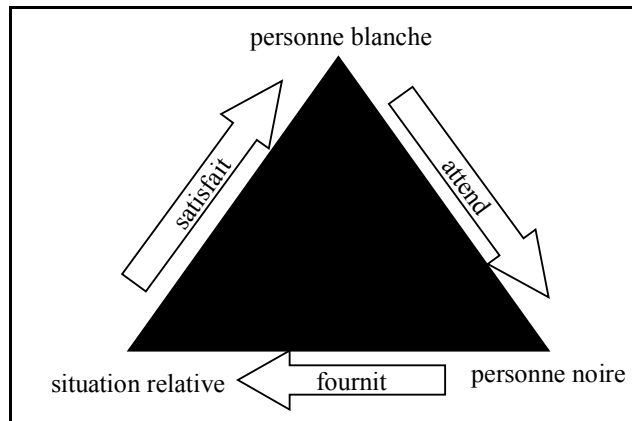 personne blanche
satisfait
attend
situation relative
fournit
personne noire